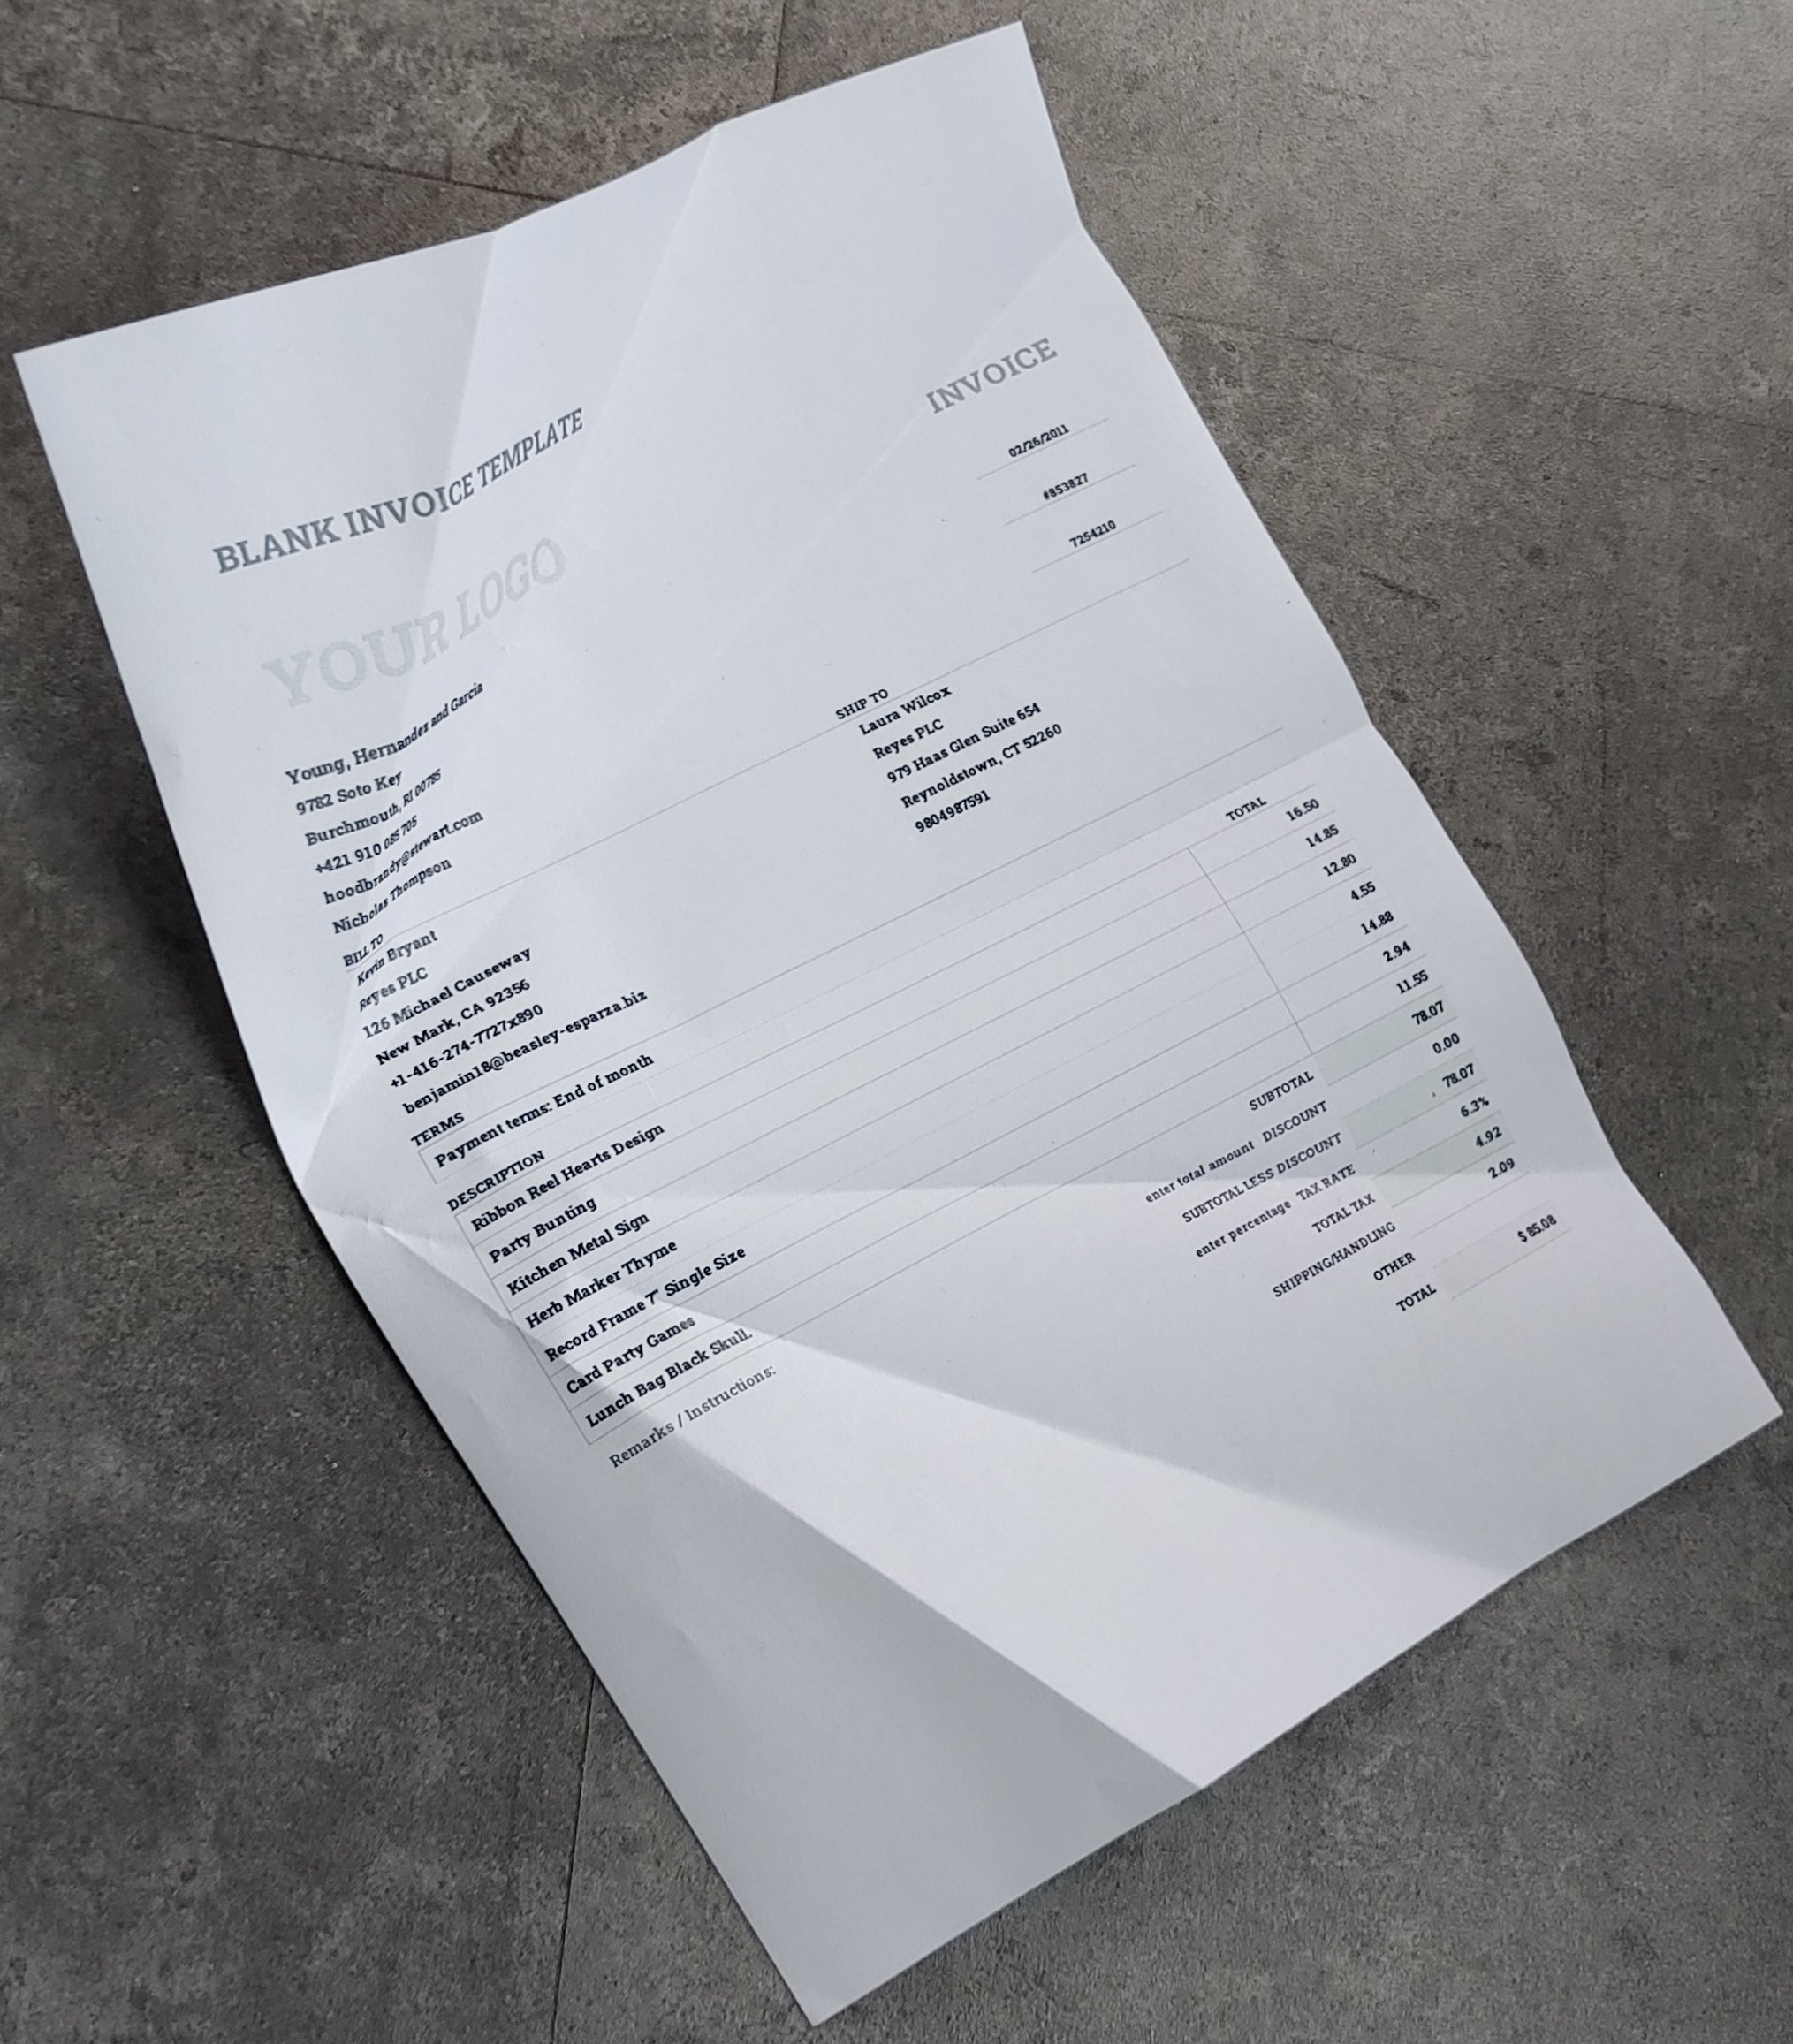 BLANK INVOICE TEMPLATE
INVOICE
YOUR LOGO
02/26/2011
#853827
7254210
Young, Hernandez and Garcia
9782 Soto Key
Burchmouth, RI 00785
+421 910 085 705
hoodbrandy@stewart.com
Nicholas Thompson
BILL TO
Kevin Bryant
Reyes PLC
126 Michael Causeway
New Mark, CA 92356
+1-416-274-7727x890
benjamin18@beasley-esparza.biz
SHIP TO
Laura Wilcox
Reyes PLC
979 Haas Glen Suite 654
Reynoldstown, CT 52260
9804987591
TERMS
Payment terms: End of month
DESCRIPTION TOTAL
Ribbon Reel Hearts Design 16.50
Party Bunting 14.85
Kitchen Metal Sign 12.80
Herb Marker Thyme 4.55
Record Frame 7" Single Size 14.88
Card Party Games 2.94
Lunch Bag Black Skull. 11.55
Remarks / Instructions:
SUBTOTAL 78.07
enter total amount DISCOUNT 0.00
SUBTOTAL LESS DISCOUNT 78.07
enter percentage TAX RATE 6.3%
TOTAL TAX 4.92
SHIPPING/HANDLING 2.09
OTHER
TOTAL $ 85.08